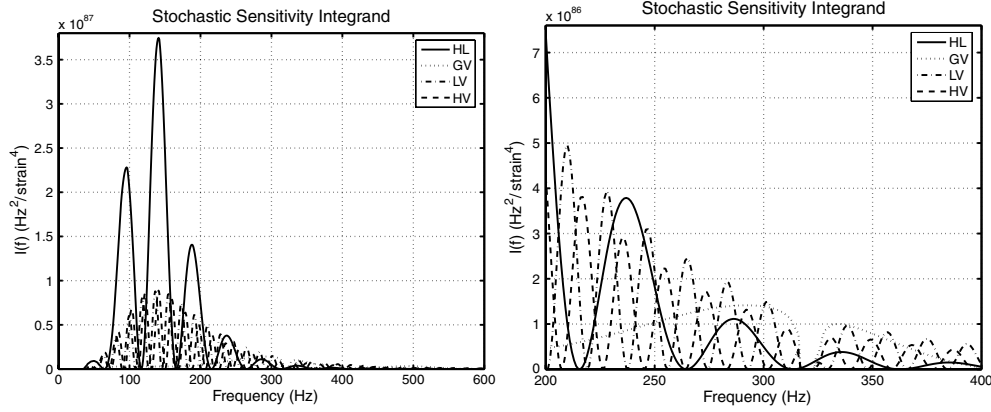 Stochastic Sensitivity Integrand
x 10^87
3.5
3
2.5
2
1.5
1
0.5
0
I(f) (Hz^2/strain^4)
0 100 200 300 400 500 600
Frequency (Hz)
HL
GV
LV
HV
Stochastic Sensitivity Integrand
x 10^86
7
6
5
4
3
2
1
0
I(f) (Hz^2/strain^4)
200 250 300 350 400
Frequency (Hz)
HL
GV
LV
HV